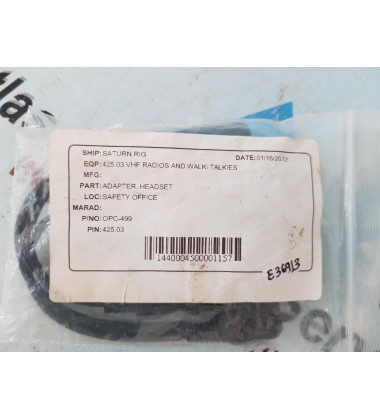 SHIP: SATURN RIG
DATE: 01/16/2012
EQP: 425.03 VHF RADIOS AND WALKI TALKIES
MFG:
PART: ADAPTER, HEADSET
LOC: SAFETY OFFICE
MARAD:
P/NO: OPC-499
PIN: 425.03
1440004500001157
E36913